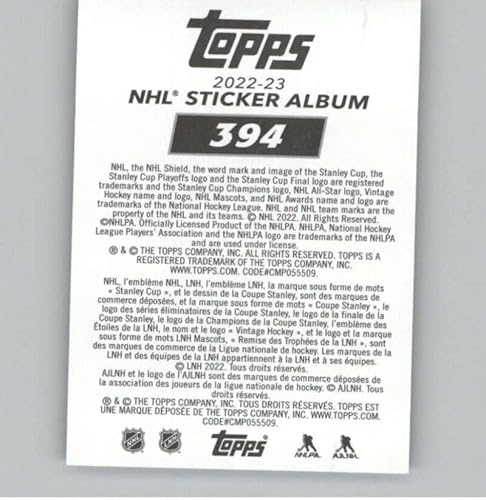 TOPPS
2022-23
NHL® STICKER ALBUM
394
NHL, the NHL Shield, the word mark and image of the Stanley Cup, the
Stanley Cup Playoffs logo and the Stanley Cup Final logo are registered
trademarks and the Stanley Cup Champions logo, NHL All-Star logo, Vintage
Hockey name and logo, NHL Mascots, and NHL Awards name and logo are
trademarks of the National Hockey League. NHL and NHL team marks are the
property of the NHL and its teams. © NHL 2022. All Rights Reserved.
©NHLPA. Officially Licensed Product of the NHLPA. NHLPA, National Hockey
League Players' Association and the NHLPA logo are trademarks of the NHLPA
and are used under license.
® & © THE TOPPS COMPANY, INC. ALL RIGHTS RESERVED. TOPPS IS A
REGISTERED TRADEMARK OF THE TOPPS COMPANY, INC.
WWW.TOPPS.COM. CODE#CMP055509.
NHL, l'emblème NHL, LNH, l'emblème LNH, la marque sous forme de mots
« Stanley Cup », et le dessin de la Coupe Stanley, sont des marques de
commerce déposées, et la marque sous forme de mots « Coupe Stanley », le
logo des séries éliminatoires de la Coupe Stanley, le logo de la finale de la
Coupe Stanley, le logo de la Champions de la Coupe Stanley, l'emblème des
Étoiles de la LNH, le nom et le logo « Vintage Hockey », et le logo et la marque
sous forme de mots LNH Mascots, « Remise des Trophées de la LNH », sont
des marques de commerce de la Ligue nationale de hockey. Les marques de la
LNH et des équipes de la LNH appartiennent à la LNH et à ses équipes.
© LNH 2022. Tous droits réservés.
AJLNH et le logo de l'AJLNH sont des marques de commerce déposées de
la association des joueurs de la ligue nationale de hockey. © AJLNH. Tous
droits réservés.
® & © THE TOPPS COMPANY, INC. TOUS DROITS RÉSERVÉS. TOPPS EST
UNE MARQUE DÉPOSÉE DE THE TOPPS COMPANY, INC. WWW.TOPPS.COM.
CODE#CMP055509.
NHL LNH TOPPS NHLPA AJLNH